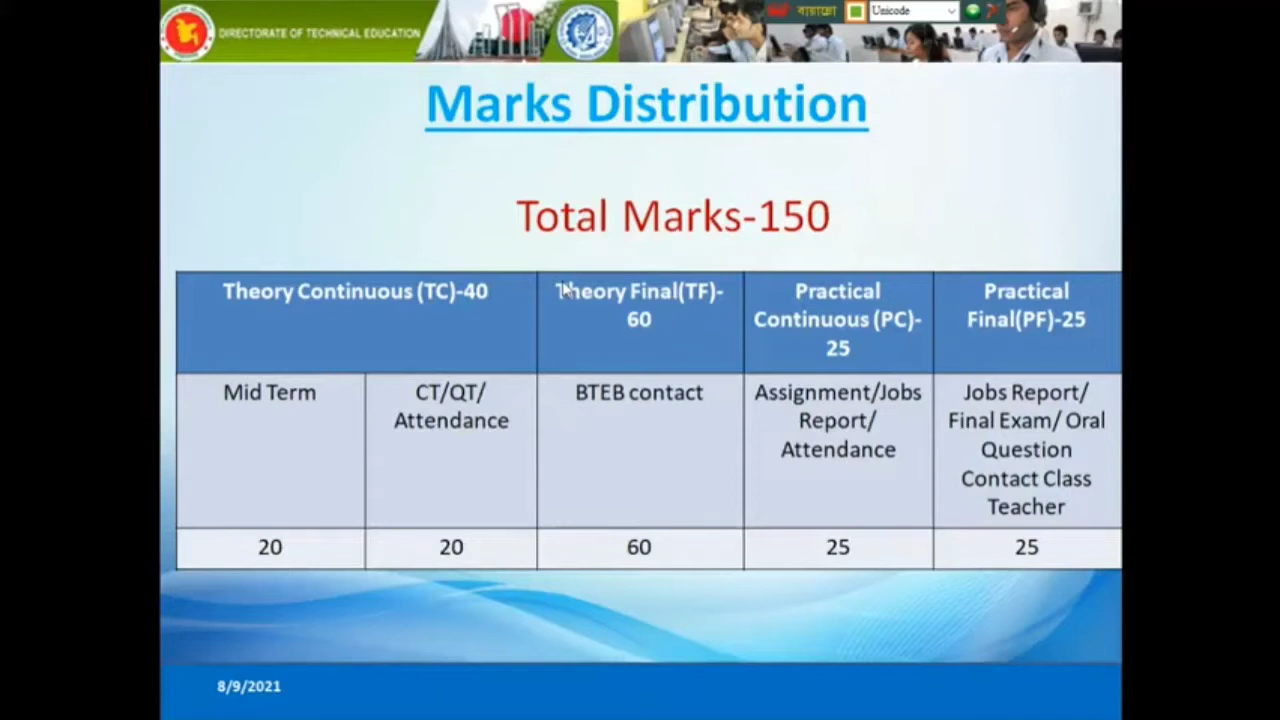 DIRECTORATE OF TECHNICAL EDUCATION
Unicode
Marks Distribution
Total Marks-150
Theory Continuous (TC)-40
Theory Final(TF)-
60
Practical
Continuous (PC)-
25
Practical
Final(PF)-25
Mid Term
CT/QT/
Attendance
BTEB contact
Assignment/Jobs
Report/
Attendance
Jobs Report/
Final Exam/ Oral
Question
Contact Class
Teacher
20
20
60
25
25
8/9/2021